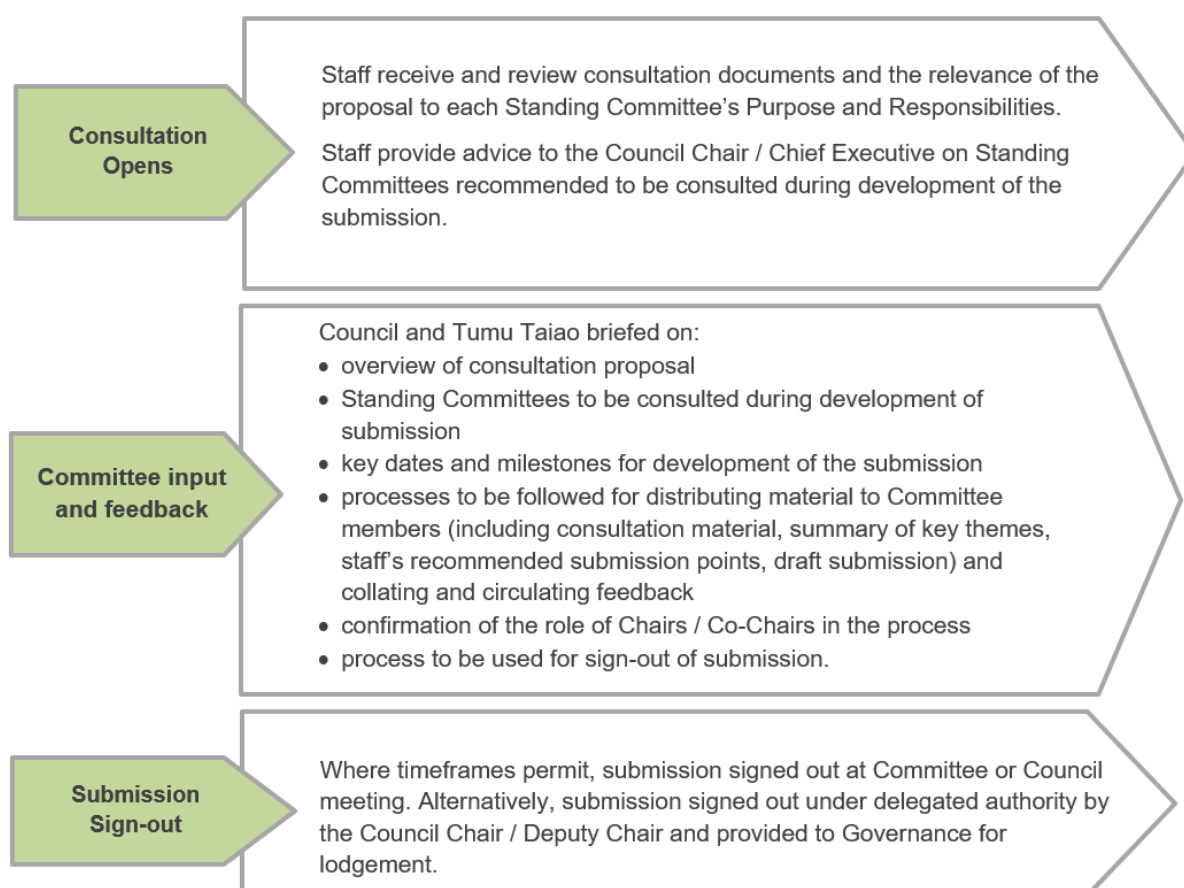 Consultation
Opens
Staff receive and review consultation documents and the relevance of the
proposal to each Standing Committee's Purpose and Responsibilities.
Staff provide advice to the Council Chair / Chief Executive on Standing
Committees recommended to be consulted during development of the
submission.
Committee input
and feedback
Council and Tumu Taiao briefed on:
• overview of consultation proposal
• Standing Committees to be consulted during development of
submission
• key dates and milestones for development of the submission
• processes to be followed for distributing material to Committee
members (including consultation material, summary of key themes,
staff's recommended submission points, draft submission) and
collating and circulating feedback
• confirmation of the role of Chairs / Co-Chairs in the process
• process to be used for sign-out of submission.
Submission
Sign-out
Where timeframes permit, submission signed out at Committee or Council
meeting. Alternatively, submission signed out under delegated authority by
the Council Chair / Deputy Chair and provided to Governance for
lodgement.